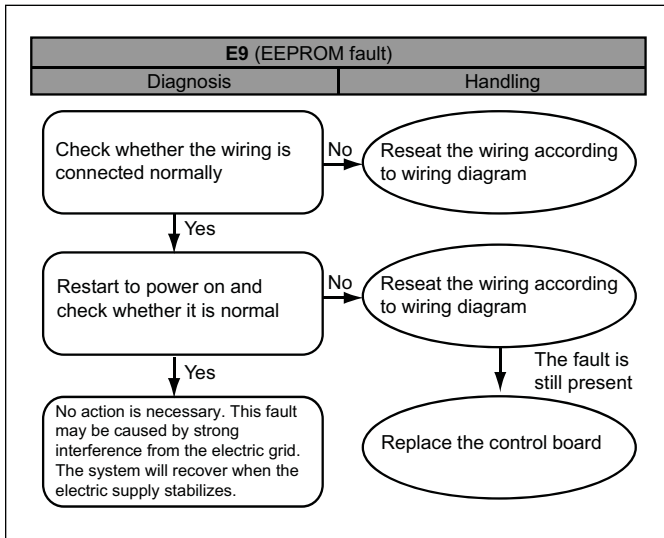 E9 (EEPROM fault)
Diagnosis
Handling
Check whether the wiring is
connected normally
No
Reseat the wiring according
to wiring diagram
Yes
Restart to power on and
check whether it is normal
No
Reseat the wiring according
to wiring diagram
Yes
The fault is
still present
No action is necessary. This fault
may be caused by strong
interference from the electric grid.
The system will recover when the
electric supply stabilizes.
Replace the control board